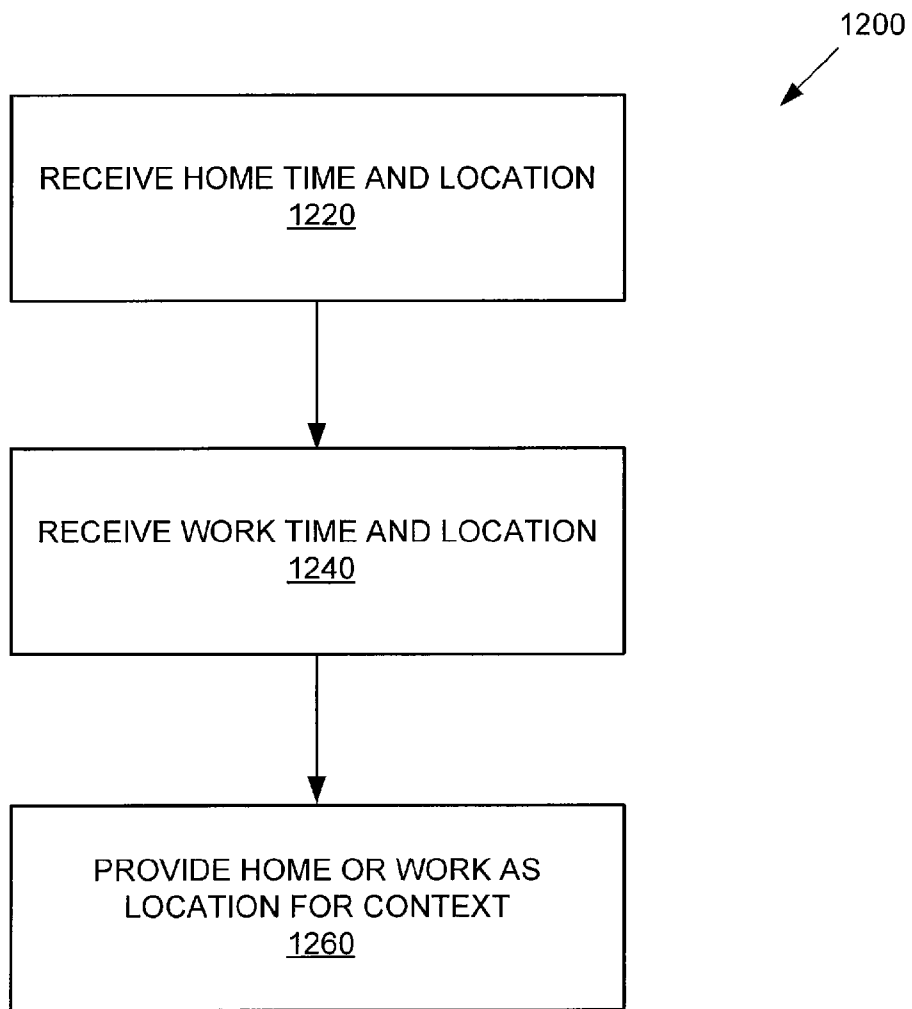 1200
RECEIVE HOME TIME AND LOCATION
1220
RECEIVE WORK TIME AND LOCATION
1240
PROVIDE HOME OR WORK AS
LOCATION FOR CONTEXT
1260